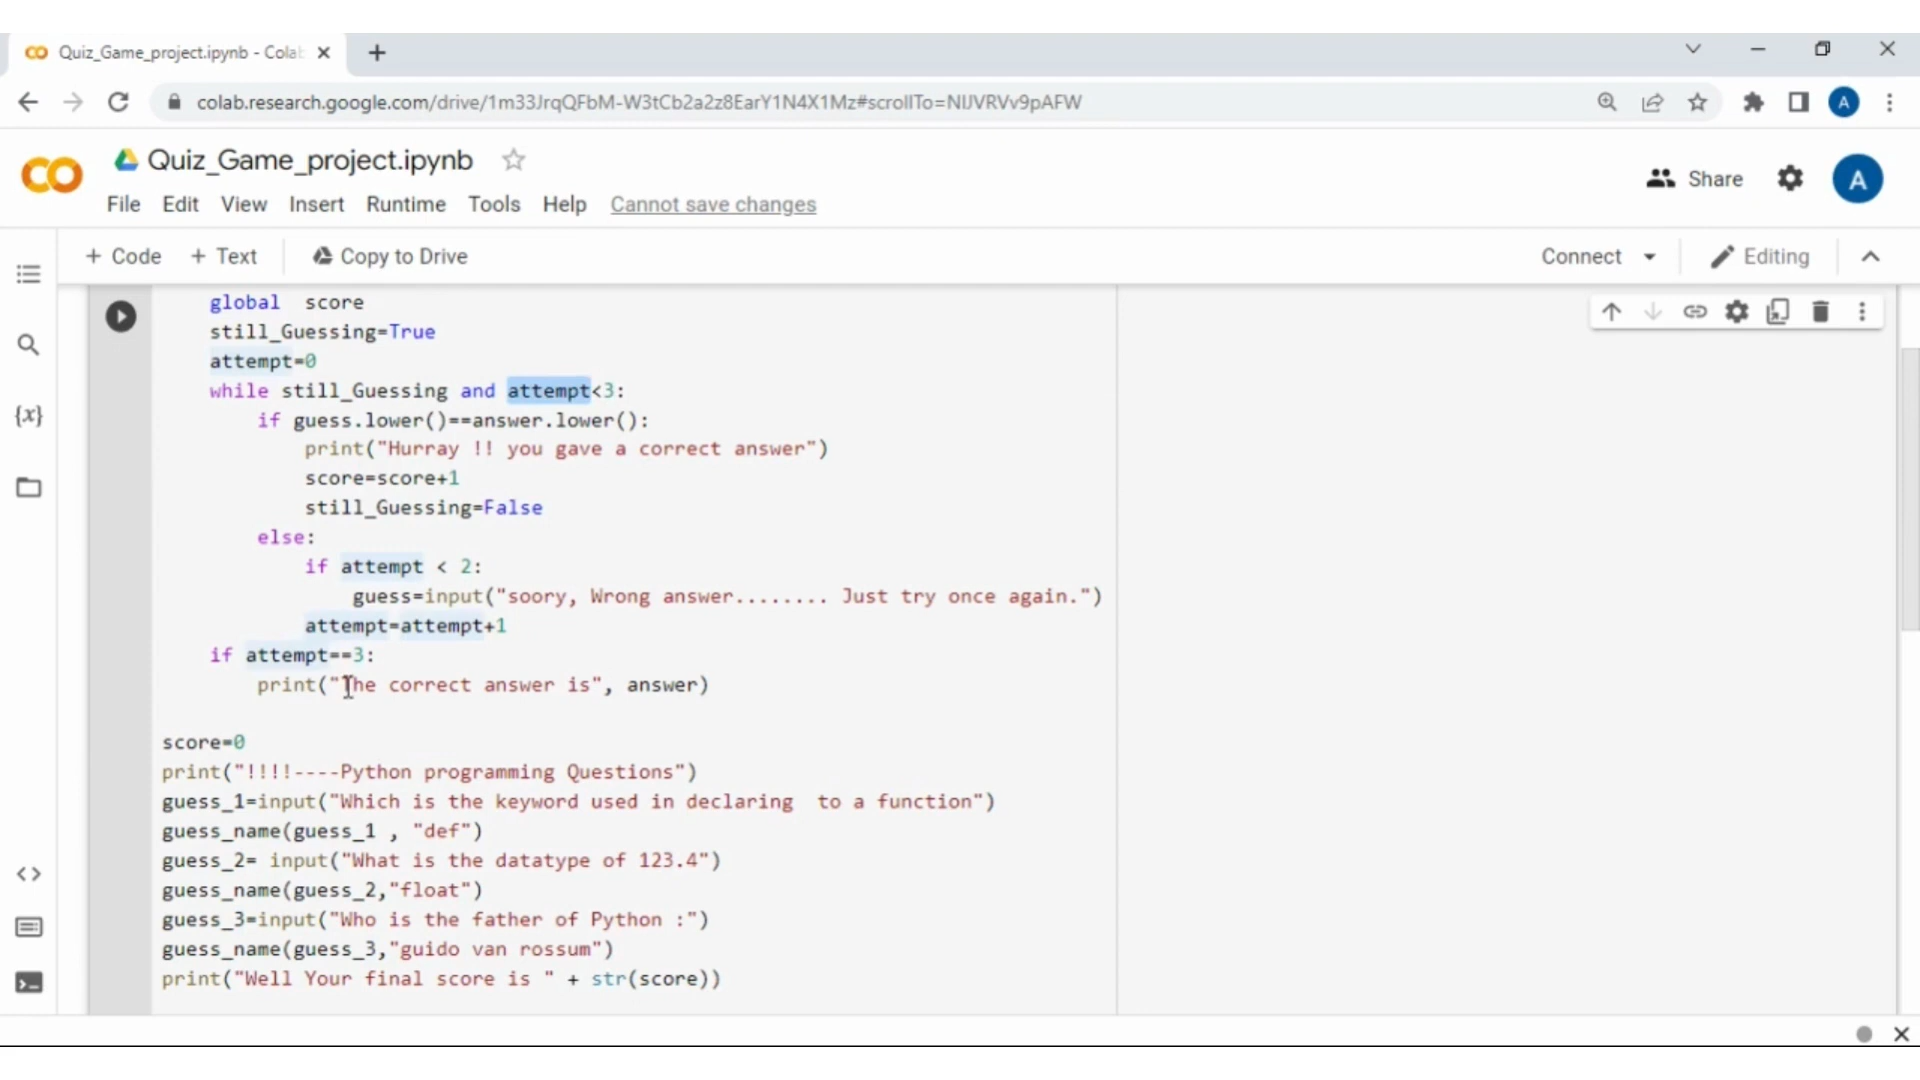 Quiz_Game_project.ipynb - Colab
colab.research.google.com/drive/1m33JrqQFbM-W3tCb2a2z8EarY1N4X1Mz#scrollTo=NlJVRVv9pAFW
A
Quiz_Game_project.ipynb
Share
A
File Edit View Insert Runtime Tools Help Cannot save changes
+ Code + Text Copy to Drive
Connect Editing
{x}
global  score
still_Guessing=True
attempt=0
while still_Guessing and attempt<3:
if guess.lower()==answer.lower():
print("Hurray !! you gave a correct answer")
score=score+1
still_Guessing=False
else:
if attempt < 2:
guess=input("soory, Wrong answer........ Just try once again.")
attempt=attempt+1
if attempt==3:
print("The correct answer is", answer)
score=0
print("!!!!----Python programming Questions")
guess_1=input("Which is the keyword used in declaring  to a function")
guess_name(guess_1 , "def")
guess_2= input("What is the datatype of 123.4")
guess_name(guess_2,"float")
guess_3=input("Who is the father of Python :")
guess_name(guess_3,"guido van rossum")
print("Well Your final score is " + str(score))